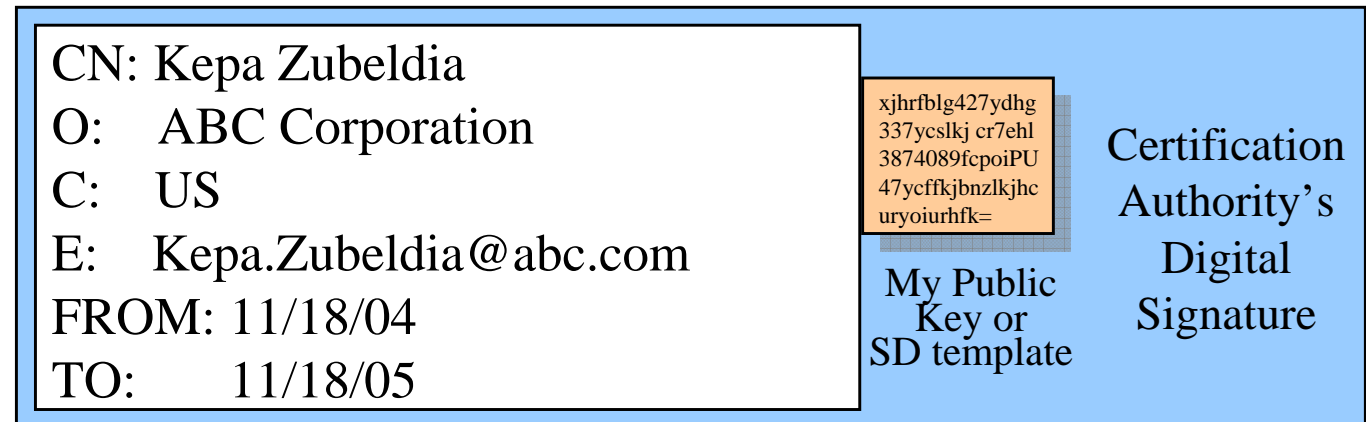 CN: Kepa Zubeldia
O: ABC Corporation
C: US
E: Kepa.Zubeldia@abc.com
FROM: 11/18/04
TO: 11/18/05
xjhrfblg427ydhg
337ycslkj cr7ehl
3874089fcpoiPU
47ycffkjbnzlkjhc
uryoiurhfk=
My Public
Key or
SD template
Certification
Authority’s
Digital
Signature